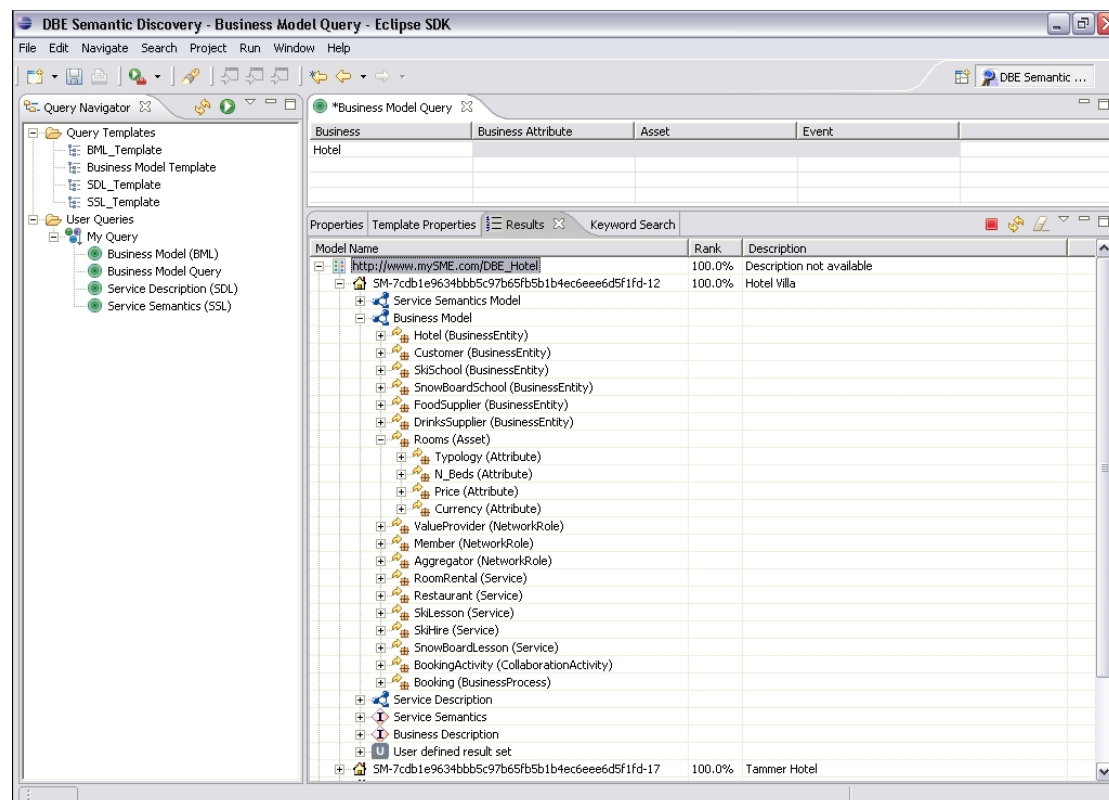 DBE Semantic Discovery - Business Model Query - Eclipse SDK
File Edit Navigate Search Project Run Window Help
DBE Semantic ...
Query Navigator
*Business Model Query
Query Templates
BML_Template
Business Model Template
SDL_Template
SSL_Template
User Queries
My Query
Business Model (BML)
Business Model Query
Service Description (SDL)
Service Semantics (SSL)
Business Business Attribute Asset Event
Hotel
Properties Template Properties Results Keyword Search
Model Name Rank Description
http://www.mySME.com/DBE_Hotel 100.0% Description not available
SM-7cdb1e9634bbb5c97b65fb5b1b4ec6eee6d5f1fd-12 100.0% Hotel Villa
Service Semantics Model
Business Model
Hotel (BusinessEntity)
Customer (BusinessEntity)
SkiSchool (BusinessEntity)
SnowBoardSchool (BusinessEntity)
FoodSupplier (BusinessEntity)
DrinksSupplier (BusinessEntity)
Rooms (Asset)
Typology (Attribute)
N_Beds (Attribute)
Price (Attribute)
Currency (Attribute)
ValueProvider (NetworkRole)
Member (NetworkRole)
Aggregator (NetworkRole)
RoomRental (Service)
Restaurant (Service)
SkiLesson (Service)
SkiHire (Service)
SnowBoardLesson (Service)
BookingActivity (CollaborationActivity)
Booking (BusinessProcess)
Service Description
Service Semantics
Business Description
U User defined result set
SM-7cdb1e9634bbb5c97b65fb5b1b4ec6eee6d5f1fd-17 100.0% Tammer Hotel